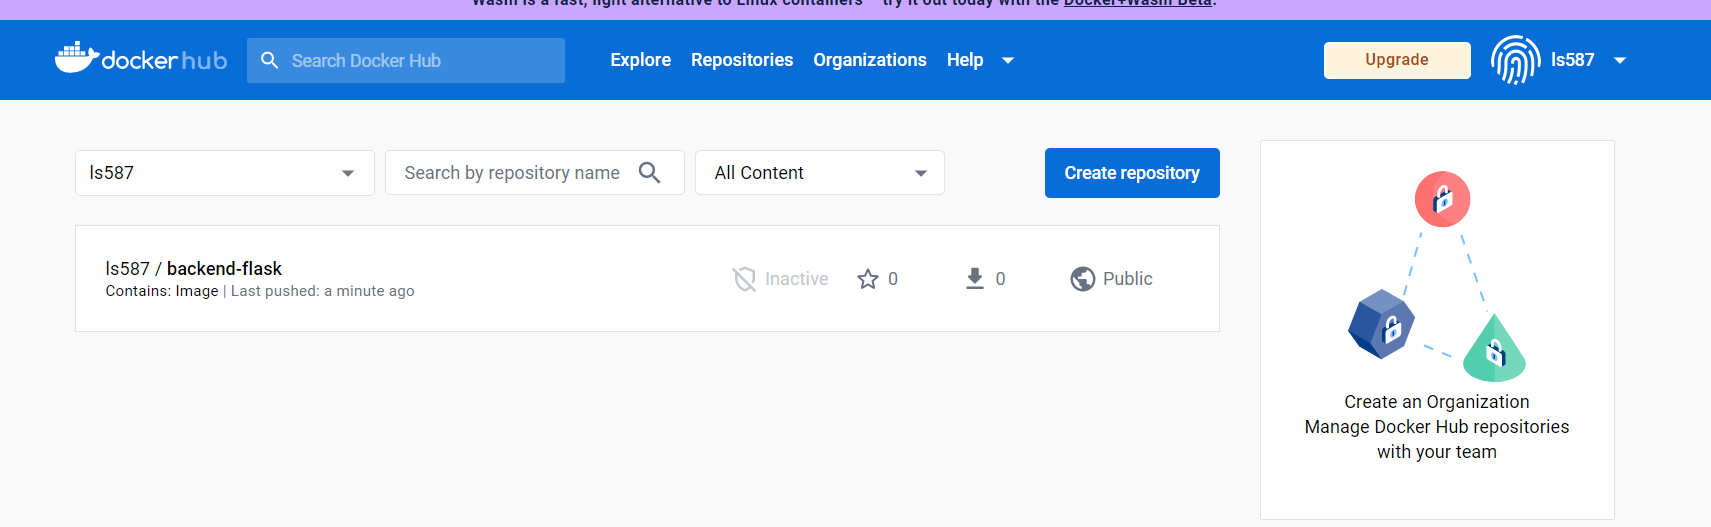 Wasm is a fast, light alternative to Linux containers — try it out today with the Docker+Wasm Beta.
docker hub
Search Docker Hub
Explore
Repositories
Organizations
Help
Upgrade
ls587
ls587
Search by repository name
All Content
Create repository
ls587 / backend-flask
Contains: Image | Last pushed: a minute ago
Inactive
0
0
Public
Create an Organization
Manage Docker Hub repositories
with your team